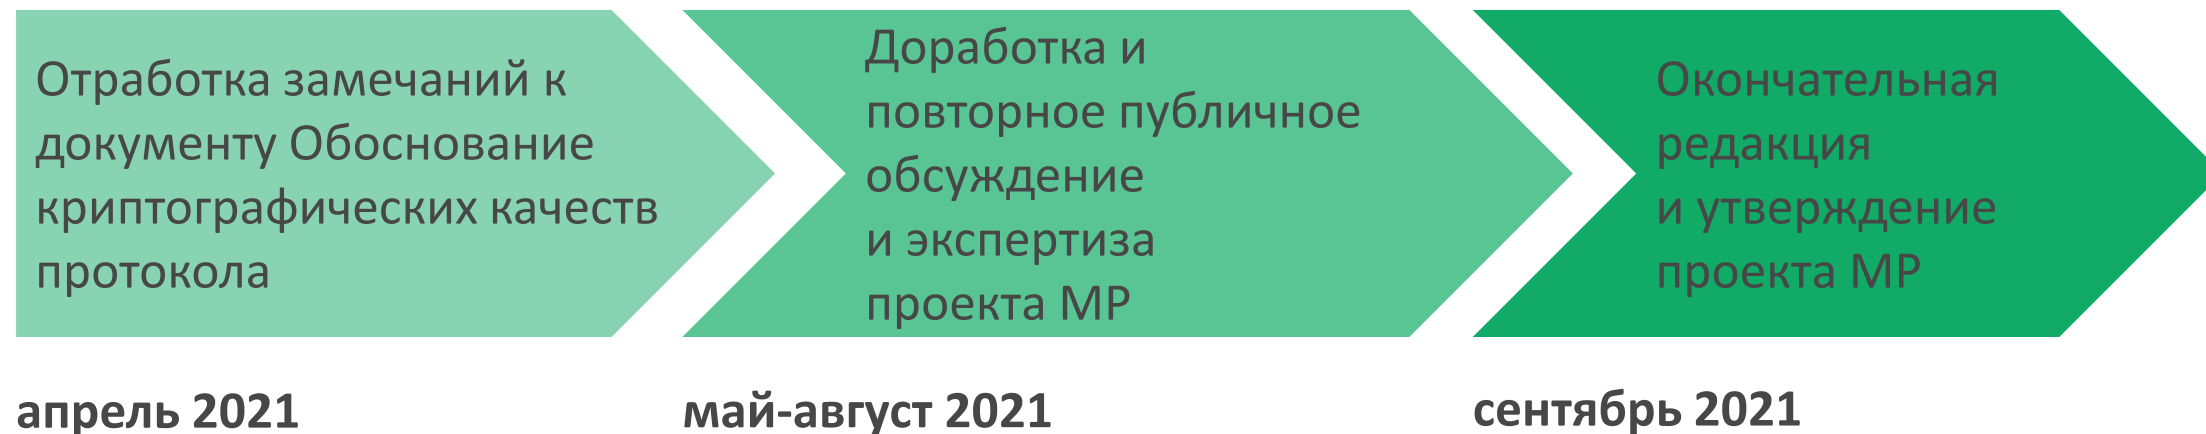 Отработка замечаний к
документу Обоснование
криптографических качеств
протокола
Доработка и
повторное публичное
обсуждение
и экспертиза
проекта МР
Окончательная
редакция
и утверждение
проекта МР
апрель 2021
май-август 2021
сентябрь 2021